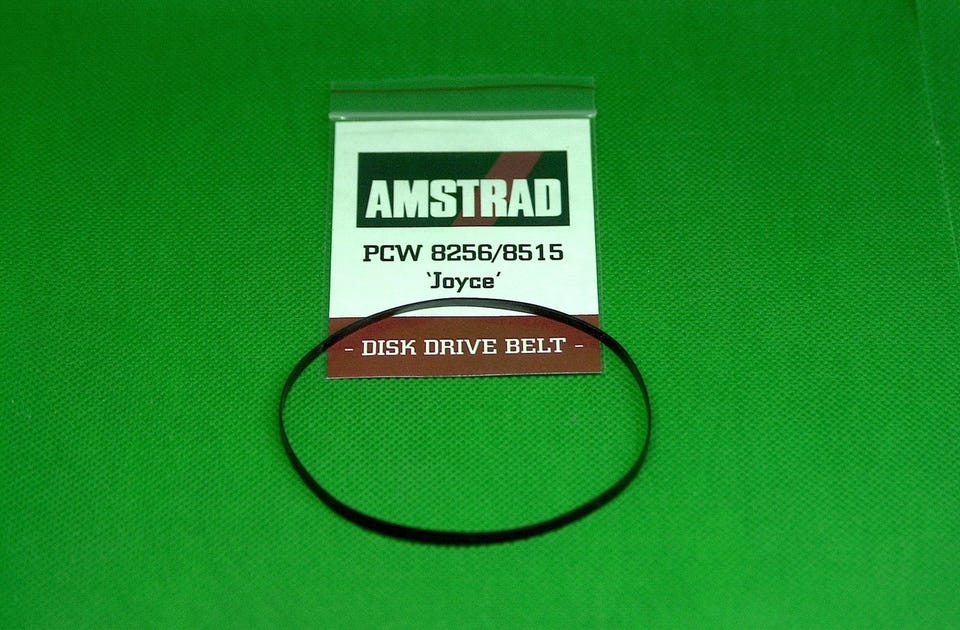 AMSTRAD
PCW 8256/8515
‘Joyce’
- DISK DRIVE BELT -